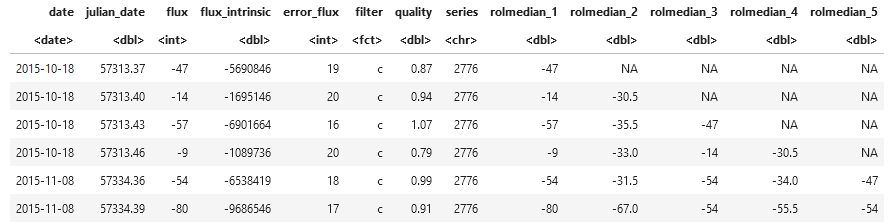 date julian_date flux flux_intrinsic error_flux filter quality series rolmedian_1 rolmedian_2 rolmedian_3 rolmedian_4 rolmedian_5
<date> <dbl> <int> <dbl> <int> <fct> <dbl> <chr> <dbl> <dbl> <dbl> <dbl> <dbl>
2015-10-18 57313.37 -47 -5690846 19 c 0.87 2776 -47 NA NA NA NA
2015-10-18 57313.40 -14 -1695146 20 c 0.94 2776 -14 -30.5 NA NA NA
2015-10-18 57313.43 -57 -6901664 16 c 1.07 2776 -57 -35.5 -47 NA NA
2015-10-18 57313.46 -9 -1089736 20 c 0.79 2776 -9 -33.0 -14 -30.5 NA
2015-11-08 57334.36 -54 -6538419 18 c 0.99 2776 -54 -31.5 -54 -34.0 -47
2015-11-08 57334.39 -80 -9686546 17 c 0.91 2776 -80 -67.0 -54 -55.5 -54